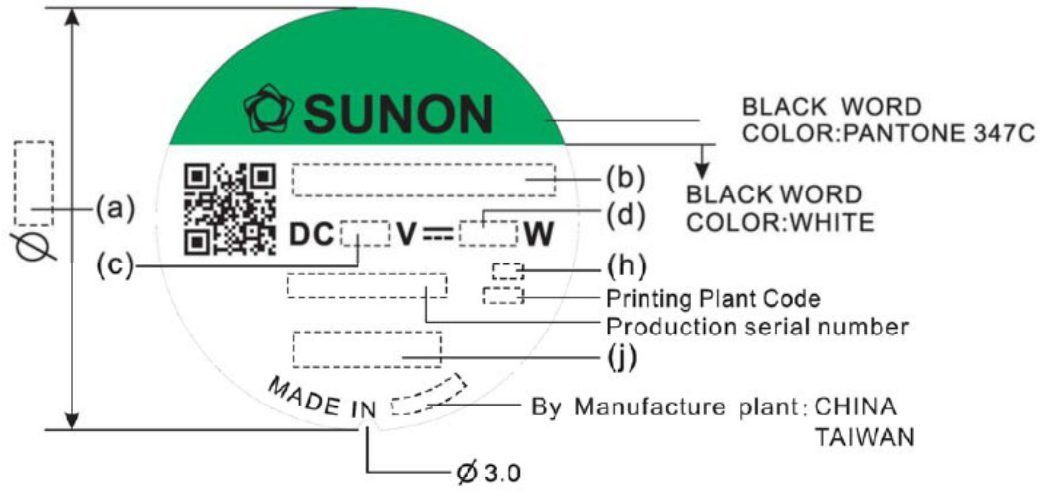 SUNON
BLACK WORD
COLOR:PANTONE 347C
BLACK WORD
COLOR:WHITE
(a)
Ø
(b)
(d)
DC V⎓ W
(c)
(h)
Printing Plant Code
Production serial number
(j)
MADE IN
By Manufacture plant: CHINA
TAIWAN
Ø 3.0